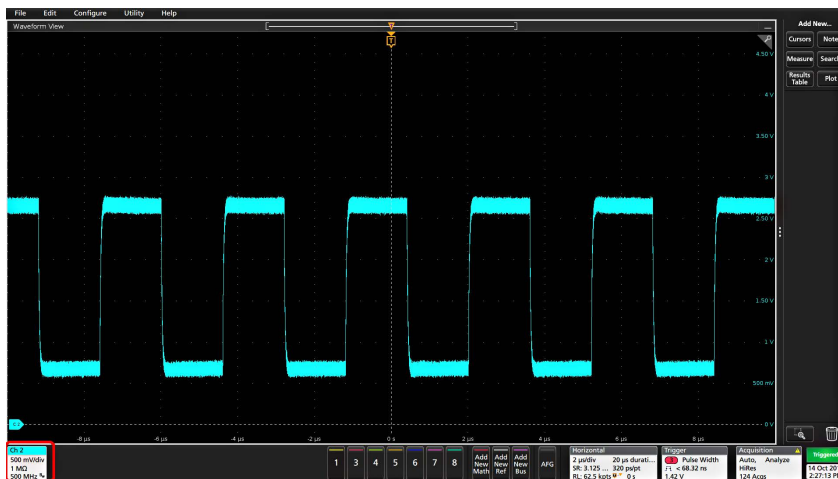 File Edit Configure Utility Help
Add New...
Waveform View
Cursors Note
Measure Search
Results Table Plot
T
4.50 V
4 V
3.50 V
3 V
2.50 V
2 V
1.50 V
1 V
500 mV
0 V
-8 µs -6 µs -4 µs -2 µs 0 s 2 µs 4 µs 6 µs 8 µs
Ch 2
500 mV/div
1 MΩ
500 MHz
1 3 4 5 6 7 8
Add New Math
Add New Ref
Add New Bus
AFG
Horizontal
2 µs/div 20 µs durati...
SR: 3.125 ... 320 ps/pt
RL: 62.5 kpts 0 s
Trigger
Pulse Width
< 68.32 ns
1.42 V
Acquisition
Auto, Analyze
HiRes
124 Acqs
Triggered
14 Oct 20
2:27:13 P